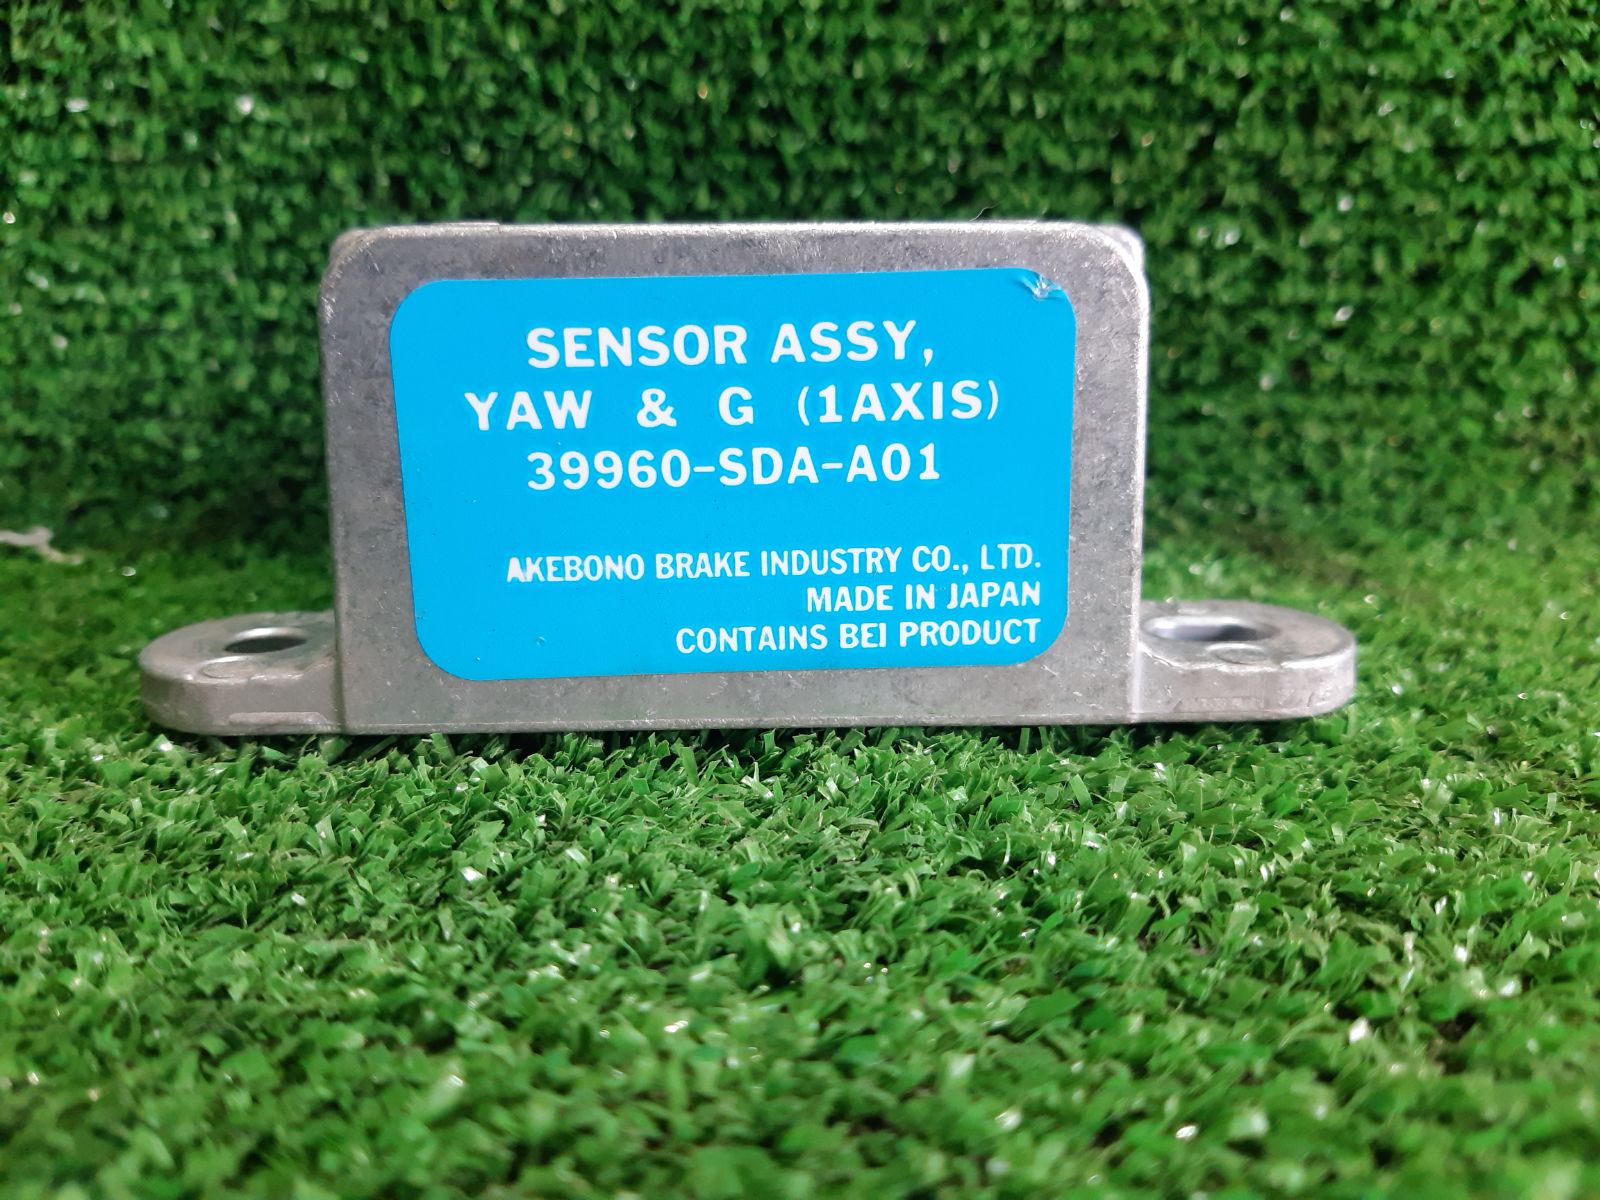 SENSOR ASSY,
YAW & G (1AXIS)
39960-SDA-A01
AKEBONO BRAKE INDUSTRY CO., LTD.
MADE IN JAPAN
CONTAINS BEI PRODUCT